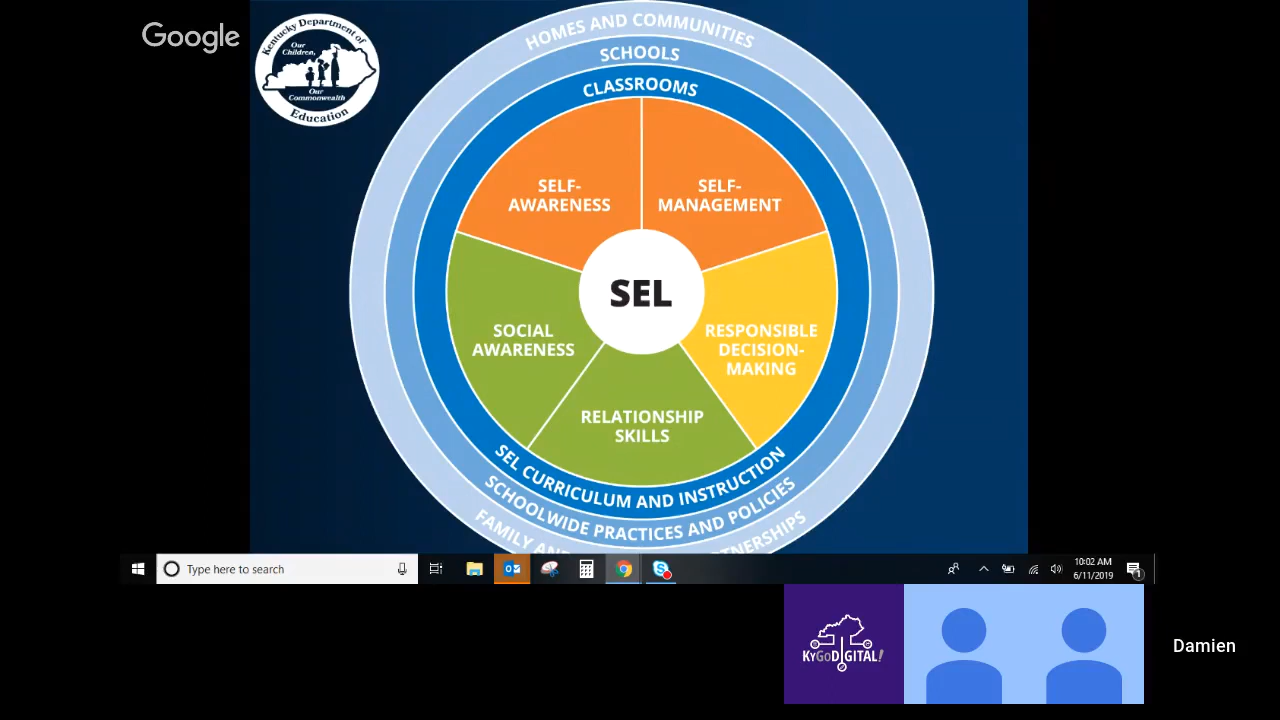 Google
Kentucky Department of
Our
Children,
Our
Commonwealth
Education
HOMES AND COMMUNITIES
SCHOOLS
CLASSROOMS
SELF-
AWARENESS
SELF-
MANAGEMENT
SEL
SOCIAL
AWARENESS
RESPONSIBLE
DECISION-
MAKING
RELATIONSHIP
SKILLS
SEL CURRICULUM AND INSTRUCTION
SCHOOLWIDE PRACTICES AND POLICIES
FAMILY
Type here to search
10:02 AM
6/11/2019
1
KYGODIGITAL!
Damien